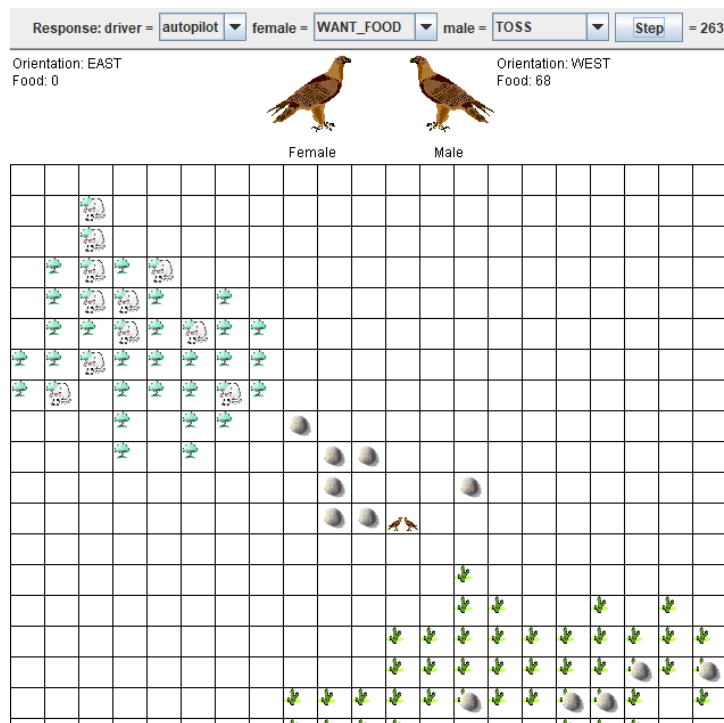 Response: driver = autopilot female = WANT_FOOD male = TOSS Step = 263
Orientation: EAST
Food: 0
Orientation: WEST
Food: 68
Female Male